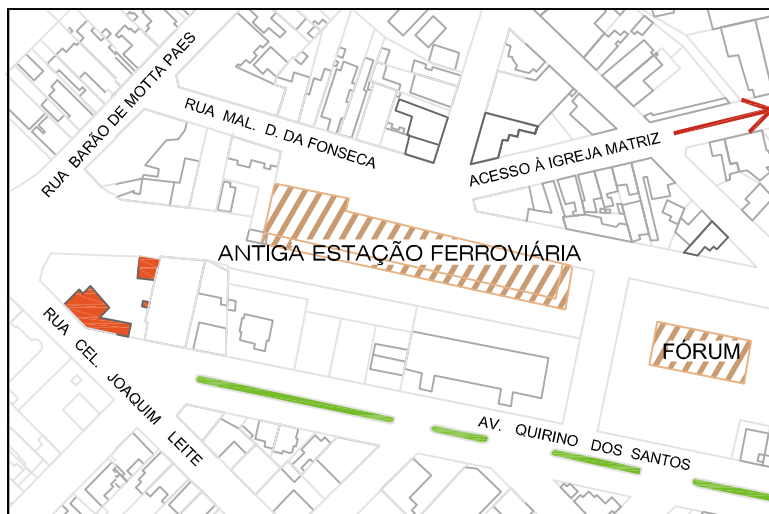 RUA BARÃO DE MOTTA PAES
RUA MAL. D. DA FONSECA
ACESSO À IGREJA MATRIZ
ANTIGA ESTAÇÃO FERROVIÁRIA
FÓRUM
RUA CEL. JOAQUIM LEITE
AV. QUIRINO DOS SANTOS